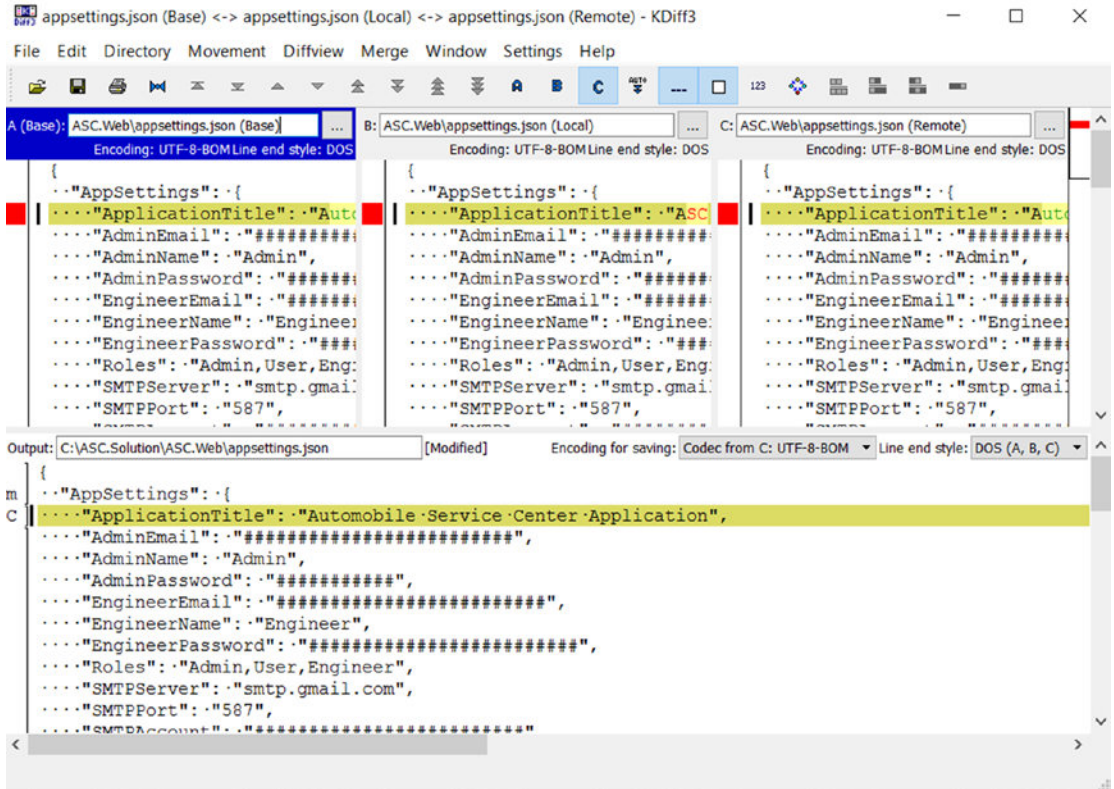 appsettings.json (Base) <-> appsettings.json (Local) <-> appsettings.json (Remote) - KDiff3
File Edit Directory Movement Diffview Merge Window Settings Help
A B C AUTO 123
A (Base): ASC.Web\appsettings.json (Base) ... B: ASC.Web\appsettings.json (Local) ... C: ASC.Web\appsettings.json (Remote) ...
Encoding: UTF-8-BOM Line end style: DOS Encoding: UTF-8-BOM Line end style: DOS Encoding: UTF-8-BOM Line end style: DOS
{
··"AppSettings":·{
····"ApplicationTitle":·"Auto
····"AdminEmail":·"##########
····"AdminName":·"Admin",
····"AdminPassword":·"#######
····"EngineerEmail":·"######
····"EngineerName":·"Engineer
····"EngineerPassword":·"####
····"Roles":·"Admin,User,Engi
····"SMTPServer":·"smtp.gmail
····"SMTPPort":·"587",
{
··"AppSettings":·{
····"ApplicationTitle":·"ASC
····"AdminEmail":·"#########
····"AdminName":·"Admin",
····"AdminPassword":·"######
····"EngineerEmail":·"######
····"EngineerName":·"Enginee
····"EngineerPassword":·"###
····"Roles":·"Admin,User,Eng
····"SMTPServer":·"smtp.gmai
····"SMTPPort":·"587",
{
··"AppSettings":·{
····"ApplicationTitle":·"Auto
····"AdminEmail":·"##########
····"AdminName":·"Admin",
····"AdminPassword":·"#######
····"EngineerEmail":·"######
····"EngineerName":·"Engineer
····"EngineerPassword":·"####
····"Roles":·"Admin,User,Engi
····"SMTPServer":·"smtp.gmail
····"SMTPPort":·"587",
Output: C:\ASC.Solution\ASC.Web\appsettings.json [Modified] Encoding for saving: Codec from C: UTF-8-BOM Line end style: DOS (A, B, C)
{
m ··"AppSettings":·{
C ····"ApplicationTitle":·"Automobile·Service·Center·Application",
····"AdminEmail":·"#########################",
····"AdminName":·"Admin",
····"AdminPassword":·"###########",
····"EngineerEmail":·"#########################",
····"EngineerName":·"Engineer",
····"EngineerPassword":·"#########################",
····"Roles":·"Admin,User,Engineer",
····"SMTPServer":·"smtp.gmail.com",
····"SMTPPort":·"587",
····"SMTPAccount":·"#########################"